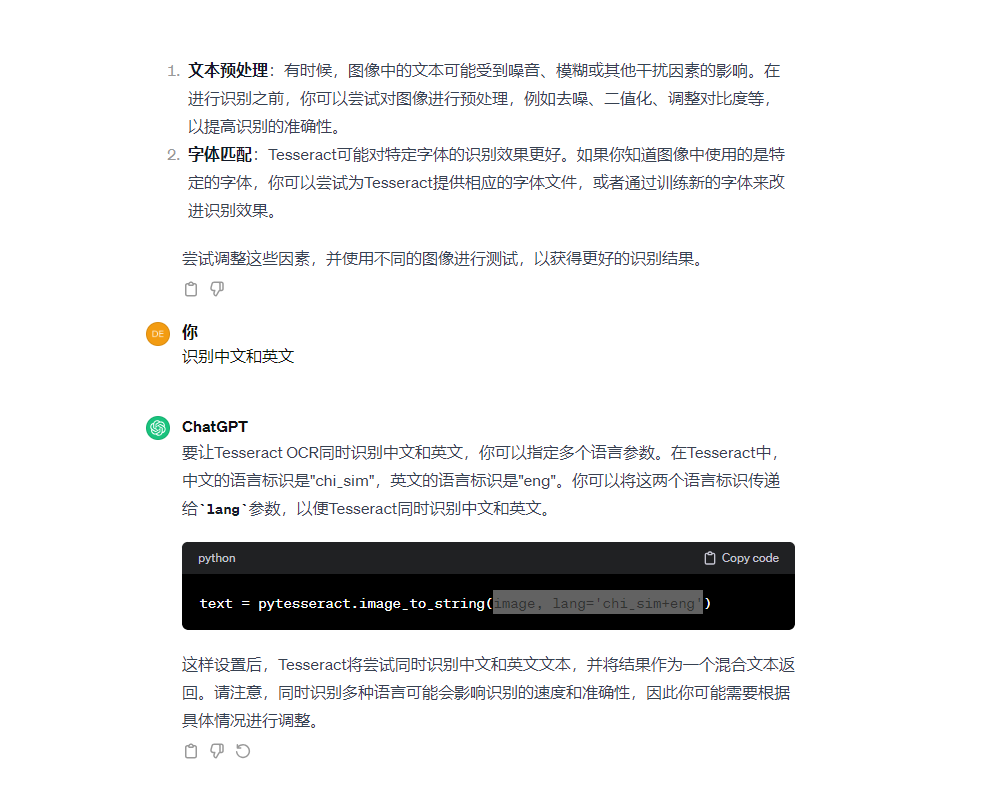 1. 文本预处理：有时候，图像中的文本可能受到噪音、模糊或其他干扰因素的影响。在
进行识别之前，你可以尝试对图像进行预处理，例如去噪、二值化、调整对比度等，
以提高识别的准确性。
2. 字体匹配：Tesseract可能对特定字体的识别效果更好。如果你知道图像中使用的是特
定的字体，你可以尝试为Tesseract提供相应的字体文件，或者通过训练新的字体来改
进识别效果。
尝试调整这些因素，并使用不同的图像进行测试，以获得更好的识别结果。
DE 你
识别中文和英文
ChatGPT
要让Tesseract OCR同时识别中文和英文，你可以指定多个语言参数。在Tesseract中，
中文的语言标识是"chi_sim"，英文的语言标识是"eng"。你可以将这两个语言标识传递
给`lang`参数，以便Tesseract同时识别中文和英文。
python Copy code
text = pytesseract.image_to_string(image, lang='chi_sim+eng')
这样设置后，Tesseract将尝试同时识别中文和英文文本，并将结果作为一个混合文本返
回。请注意，同时识别多种语言可能会影响识别的速度和准确性，因此你可能需要根据
具体情况进行调整。